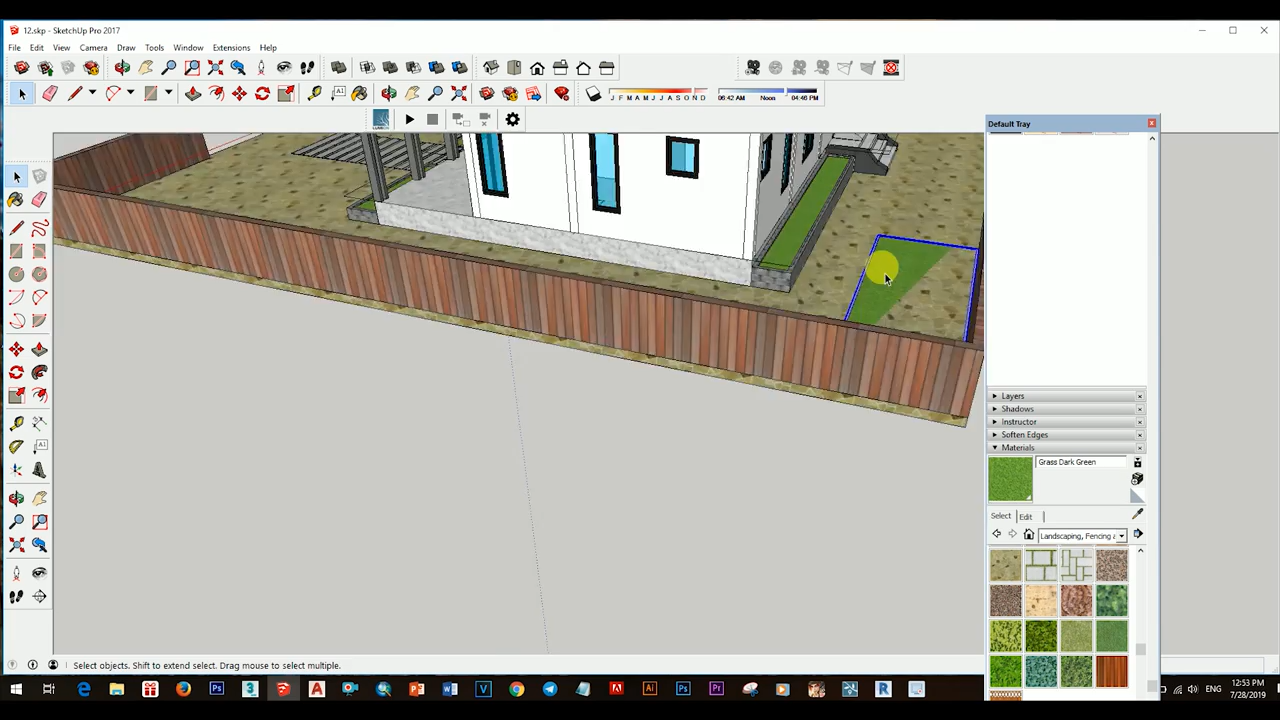 12.skp - SketchUp Pro 2017
File Edit View Camera Draw Tools Window Extensions Help
J F M A M J J A S O N D 06:42 AM Noon 04:46 PM
Default Tray
Layers
Shadows
Instructor
Soften Edges
Materials
Grass Dark Green
Select Edit
Landscaping, Fencing a
Select objects. Shift to extend select. Drag mouse to select multiple.
ENG
12:53 PM
7/28/2019